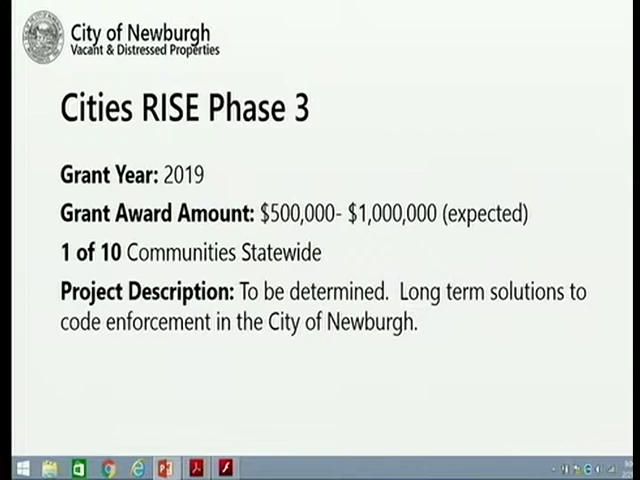 City of Newburgh
Vacant & Distressed Properties
Cities RISE Phase 3
Grant Year: 2019
Grant Award Amount: $500,000- $1,000,000 (expected)
1 of 10 Communities Statewide
Project Description: To be determined.  Long term solutions to
code enforcement in the City of Newburgh.